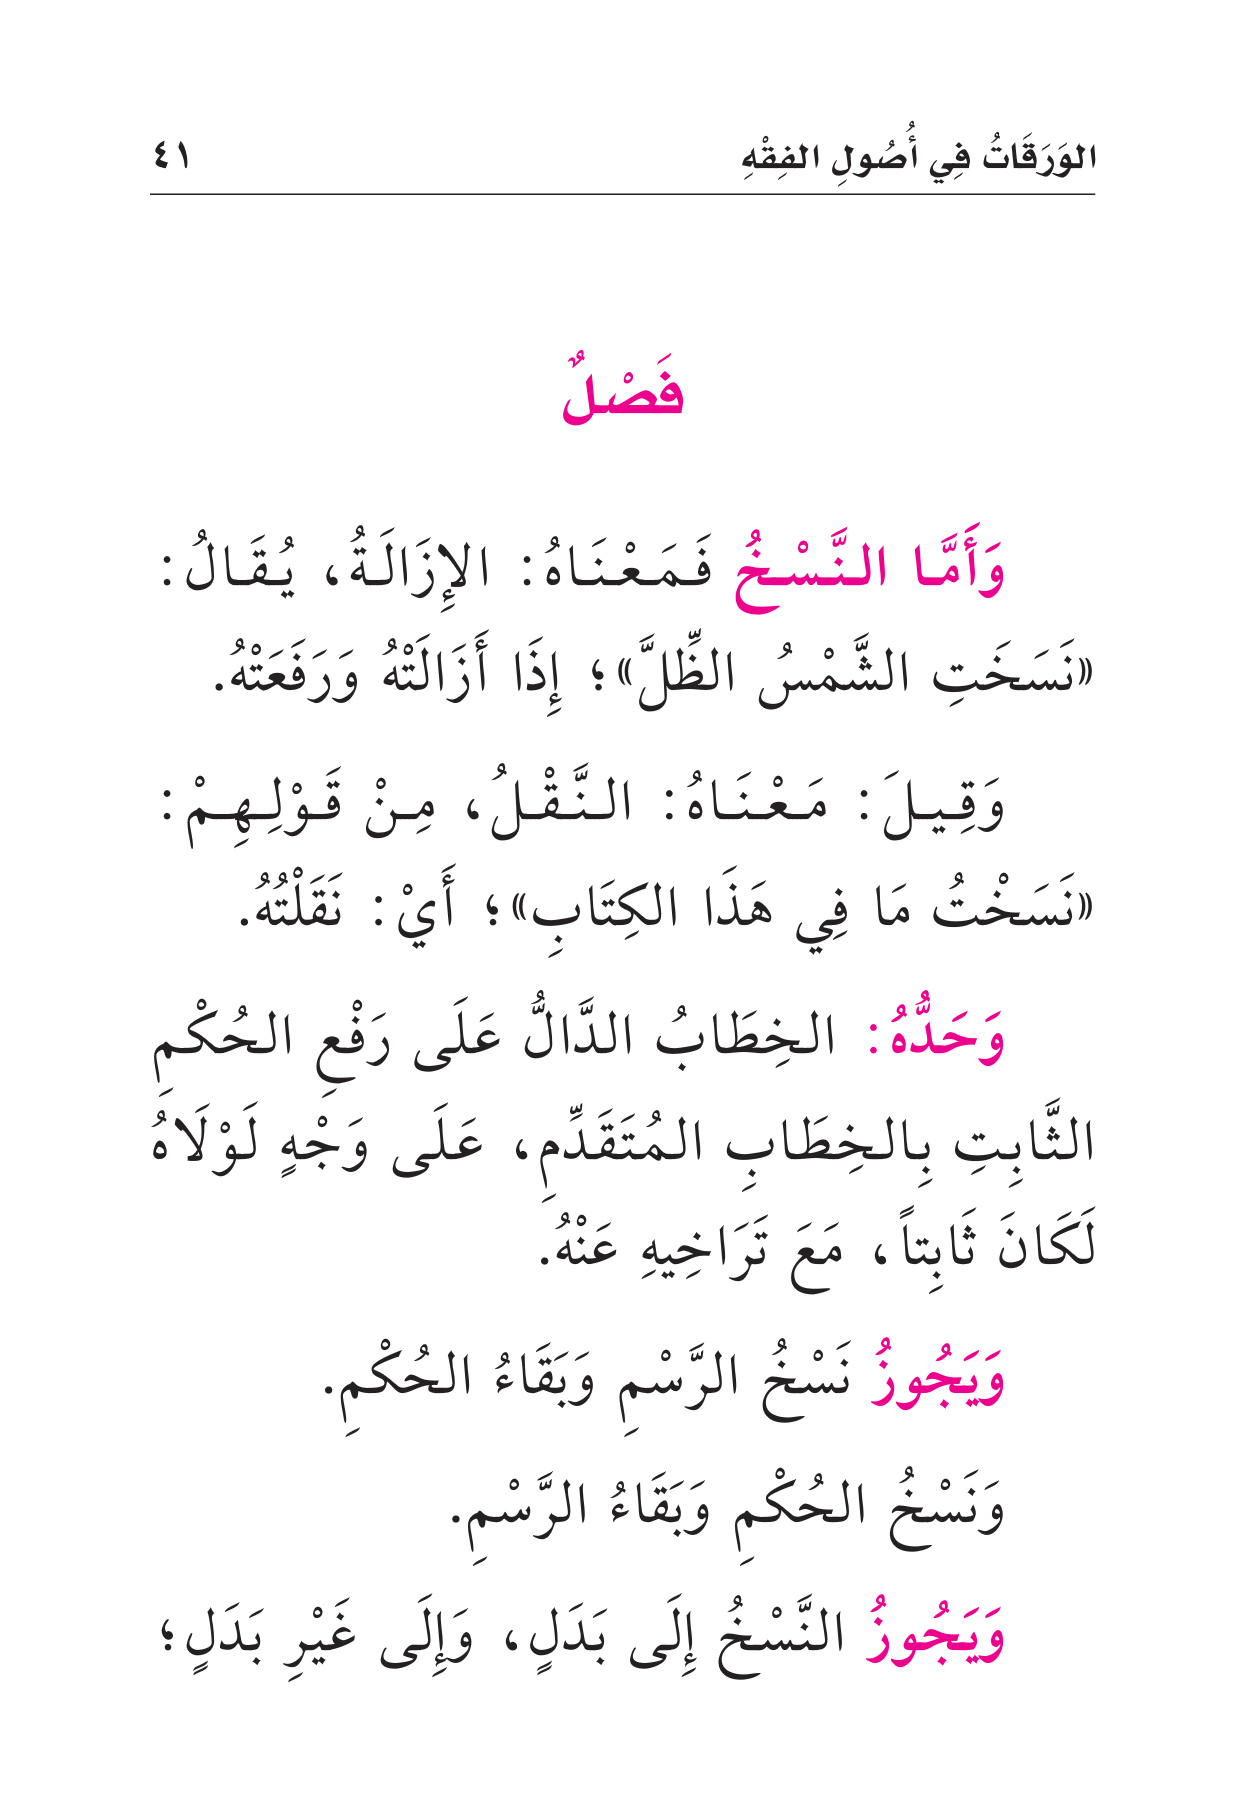 الوَرَقَاتُ فِي أُصُولِ الفِقْهِ ٤١
فَصْلٌ
وَأَمَّا النَّسْخُ فَمَعْنَاهُ: الإِزَالَةُ، يُقَالُ:
«نَسَخَتِ الشَّمْسُ الظِّلَّ»؛ إِذَا أَزَالَتْهُ وَرَفَعَتْهُ.
وَقِيلَ: مَعْنَاهُ: النَّقْلُ، مِنْ قَوْلِهِمْ:
«نَسَخْتُ مَا فِي هَذَا الكِتَابِ»؛ أَيْ: نَقَلْتُهُ.
وَحَدُّهُ: الخِطَابُ الدَّالُّ عَلَى رَفْعِ الحُكْمِ
الثَّابِتِ بِالخِطَابِ المُتَقَدِّمِ، عَلَى وَجْهٍ لَوْلَاهُ
لَكَانَ ثَابِتاً، مَعَ تَرَاخِيهِ عَنْهُ.
وَيَجُوزُ نَسْخُ الرَّسْمِ وَبَقَاءُ الحُكْمِ.
وَنَسْخُ الحُكْمِ وَبَقَاءُ الرَّسْمِ.
وَيَجُوزُ النَّسْخُ إِلَى بَدَلٍ، وَإِلَى غَيْرِ بَدَلٍ؛